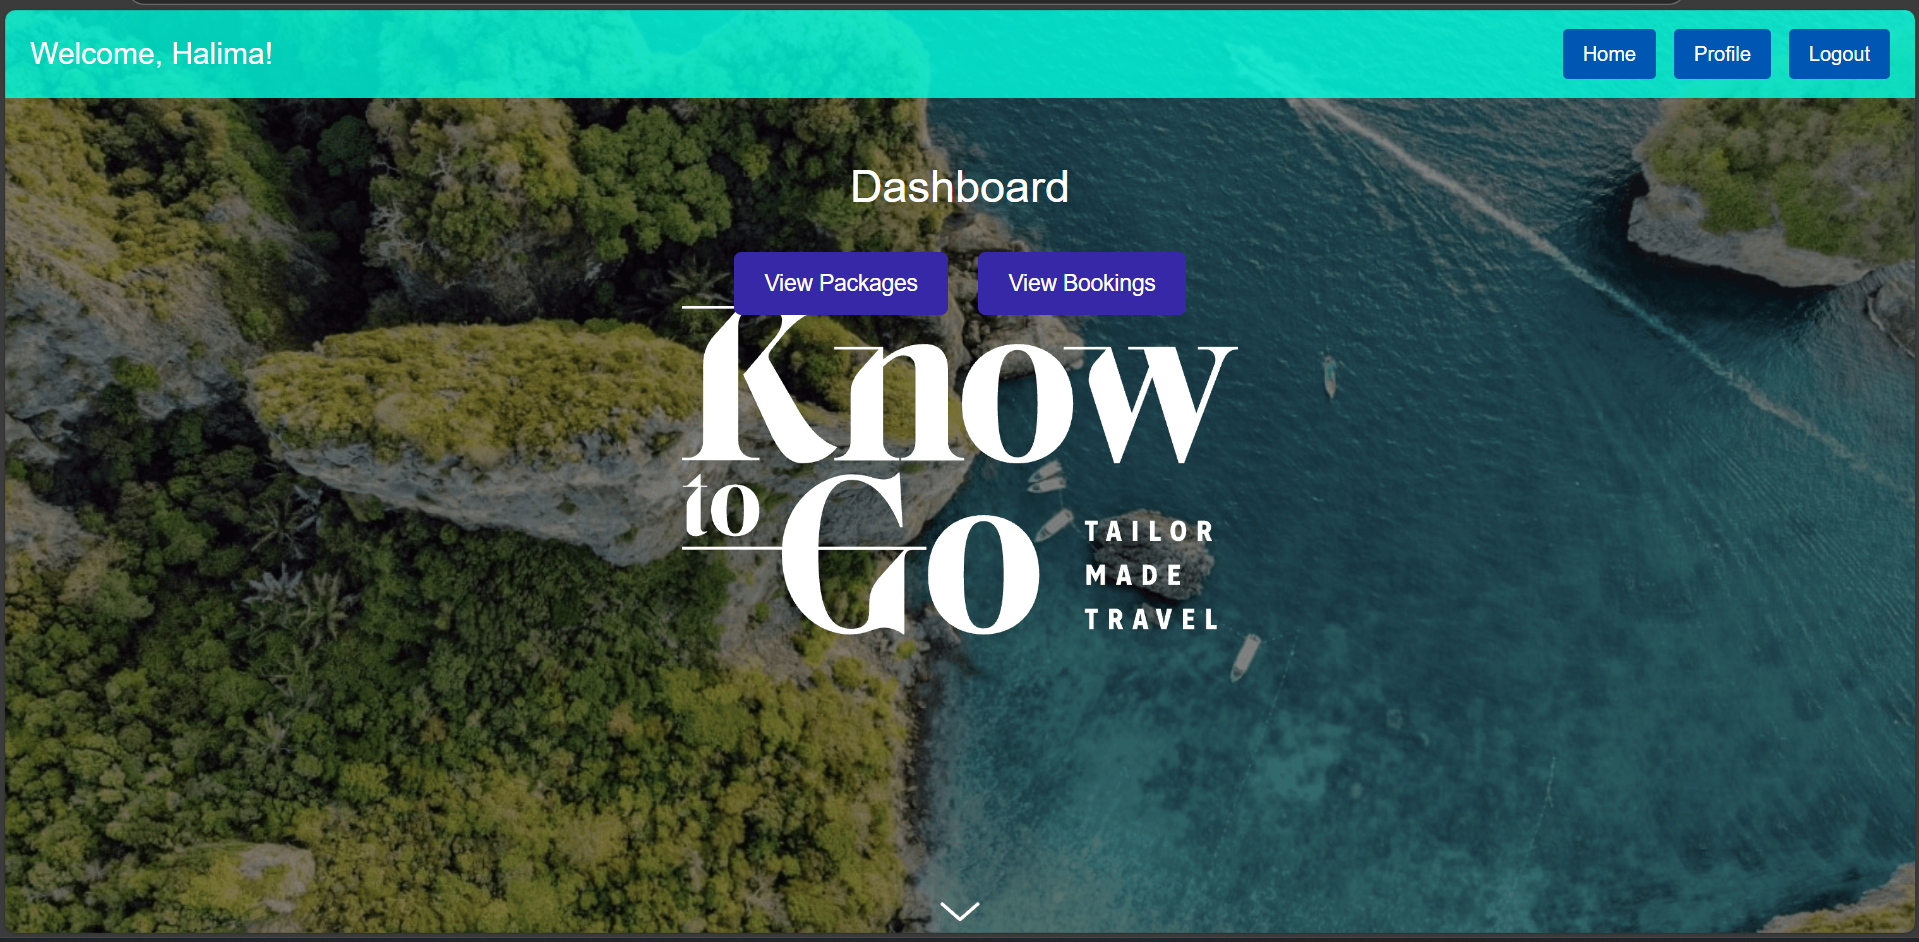 Welcome, Halima!
Home
Profile
Logout
Dashboard
View Packages
View Bookings
Know
to Go
TAILOR
MADE
TRAVEL